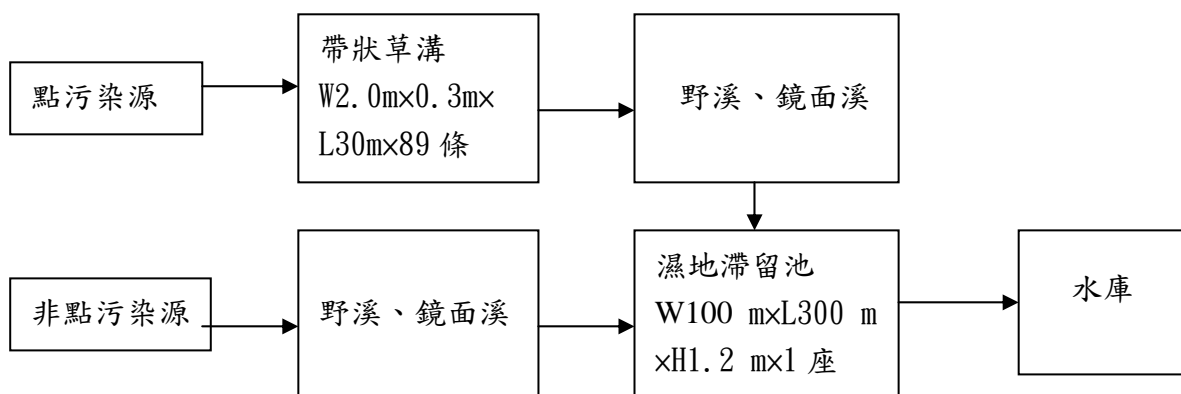 點污染源
帶狀草溝
W2.0m×0.3m×
L30m×89 條
野溪、鏡面溪
非點污染源
野溪、鏡面溪
濕地滯留池
W100 m×L300 m
×H1.2 m×1 座
水庫